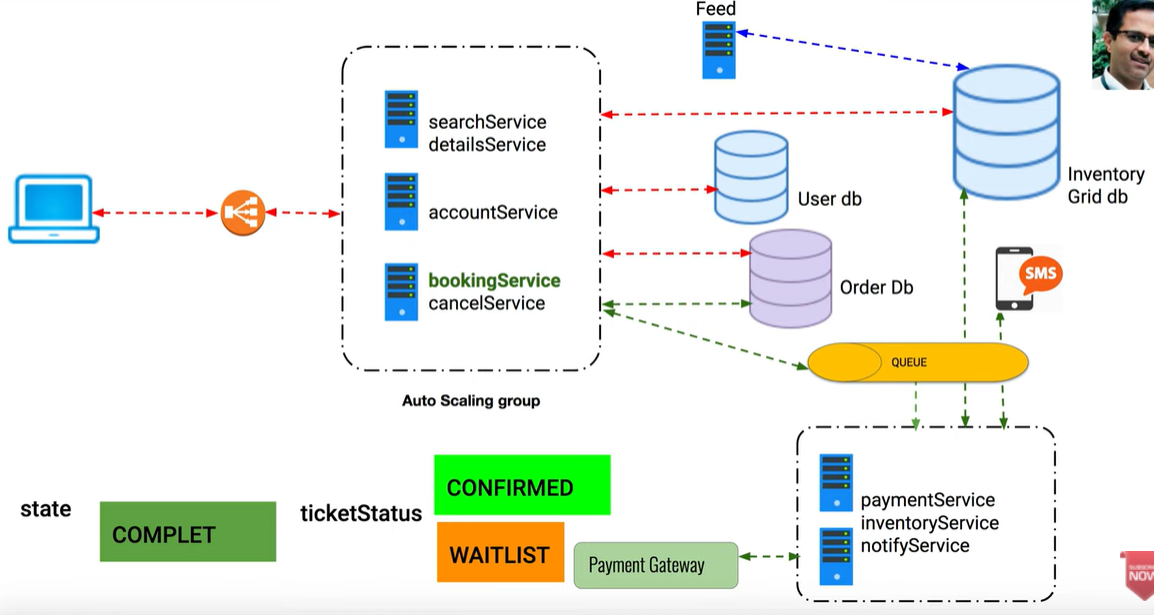 Feed
searchService
detailsService
Inventory
Grid db
User db
accountService
bookingService
cancelService
Order Db
SMS
QUEUE
Auto Scaling group
CONFIRMED
state
COMPLET
ticketStatus
WAITLIST
Payment Gateway
paymentService
inventoryService
notifyService
NOW